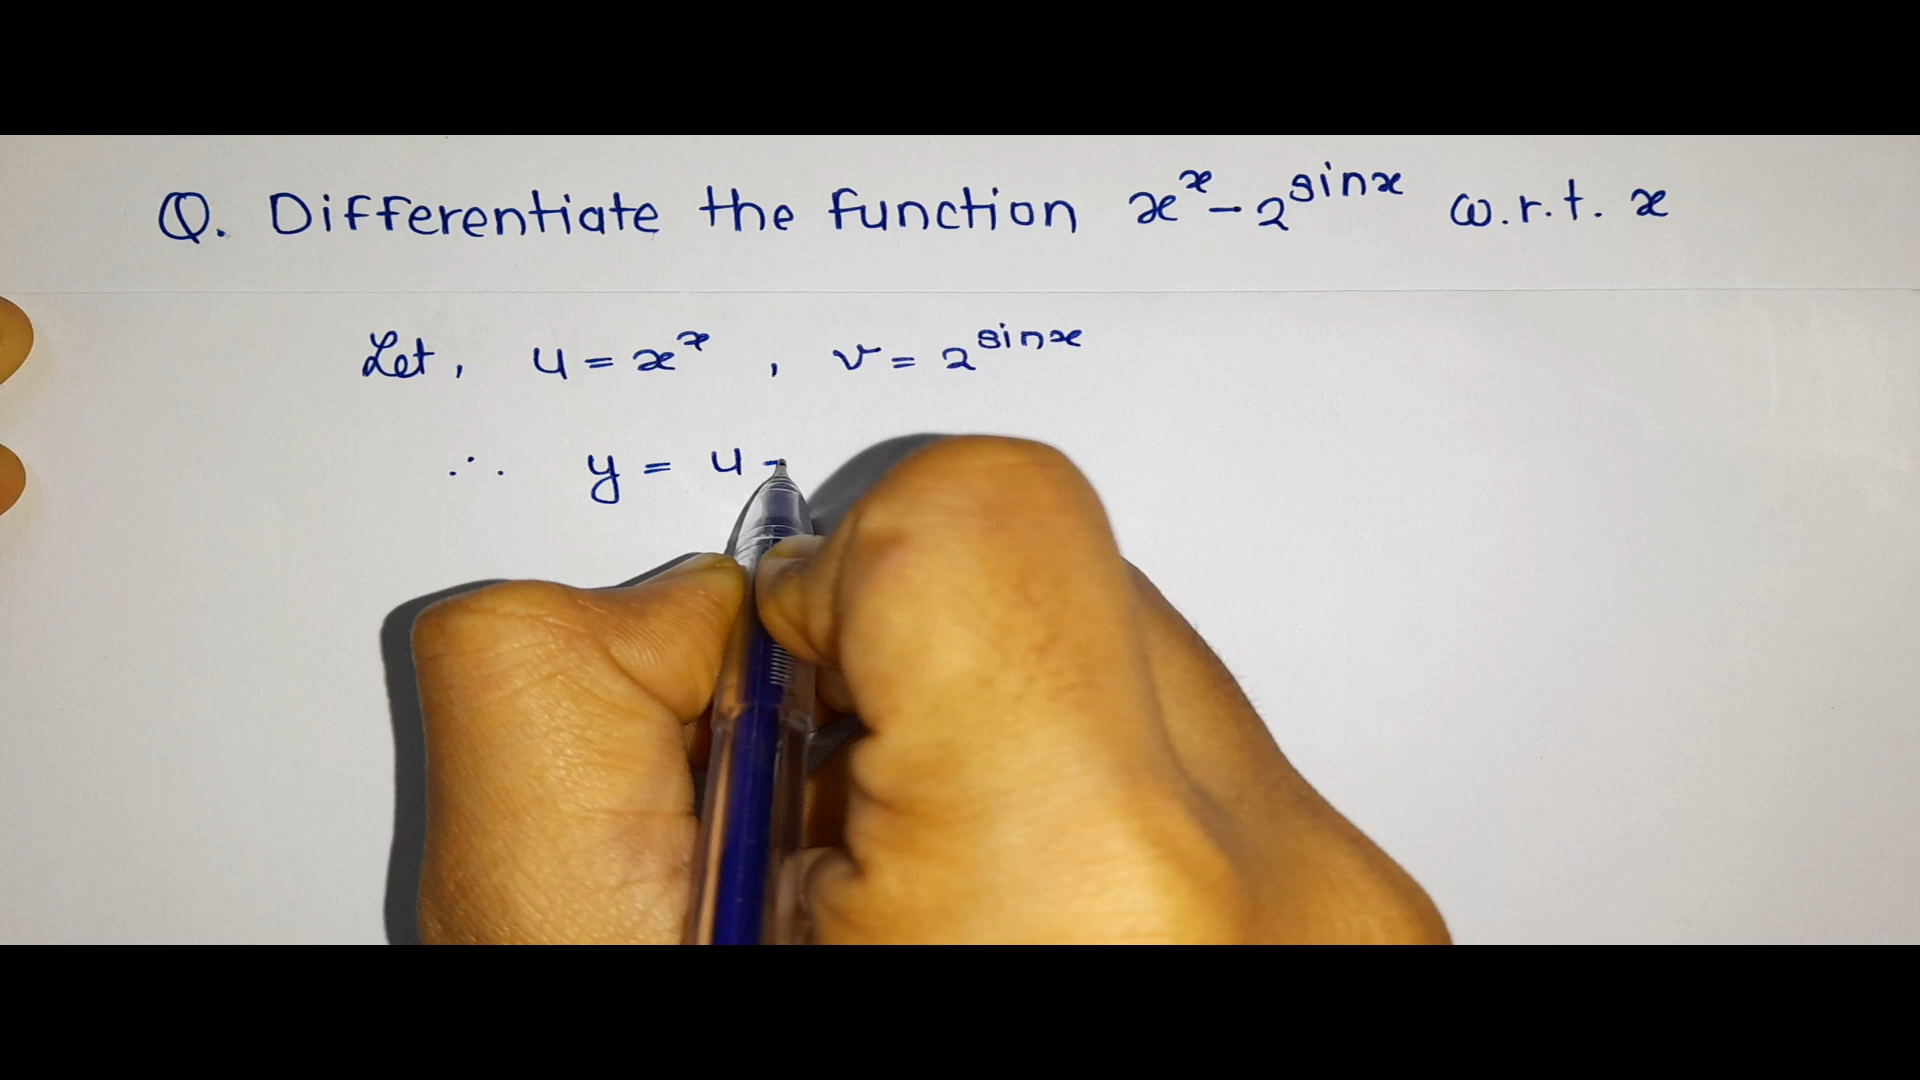 Q. Differentiate the function x^x - 2^sinx w.r.t. x
Let, u = x^x , v = 2^sinx
∴ y = u -